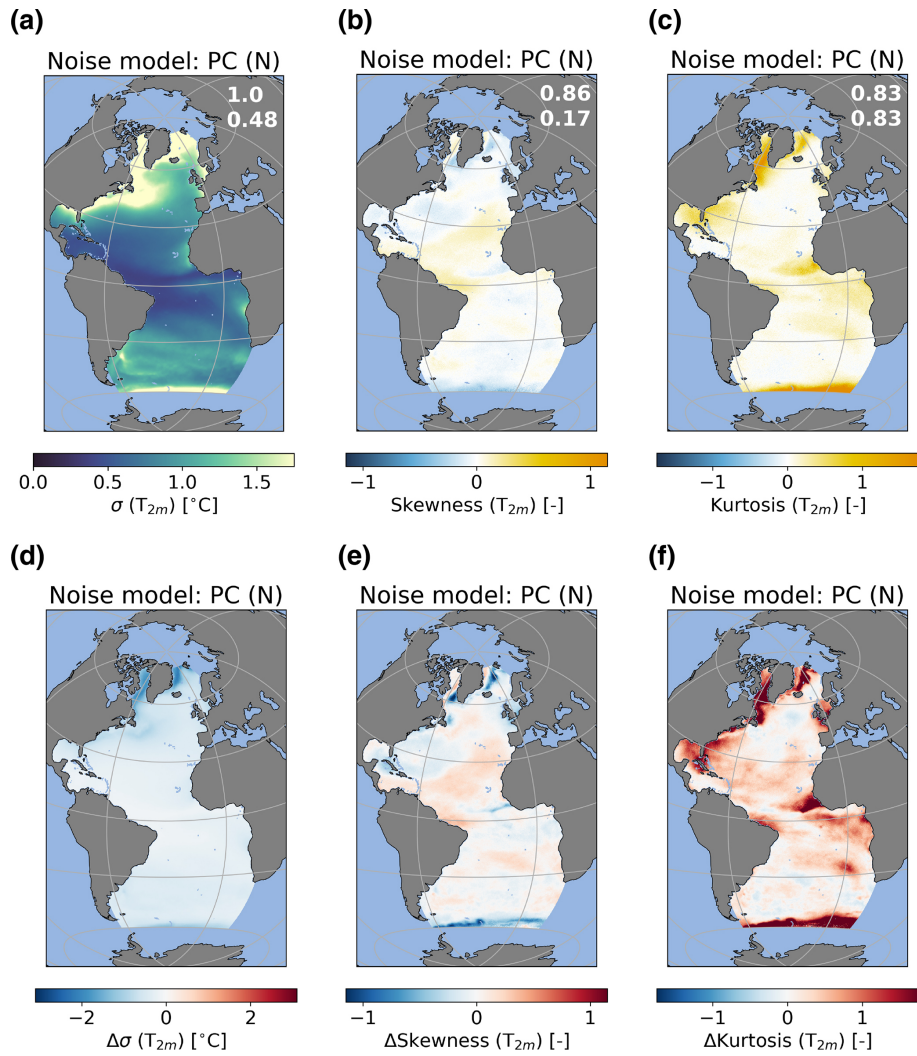 (a)
(b)
(c)
Noise model: PC (N)
Noise model: PC (N)
Noise model: PC (N)
1.0
0.48
0.86
0.17
0.83
0.83
0.0 0.5 1.0 1.5
σ (T₂ₘ) [°C]
−1 0 1
Skewness (T₂ₘ) [-]
−1 0 1
Kurtosis (T₂ₘ) [-]
(d)
(e)
(f)
Noise model: PC (N)
Noise model: PC (N)
Noise model: PC (N)
−2 0 2
Δσ (T₂ₘ) [°C]
−1 0 1
ΔSkewness (T₂ₘ) [-]
−1 0 1
ΔKurtosis (T₂ₘ) [-]